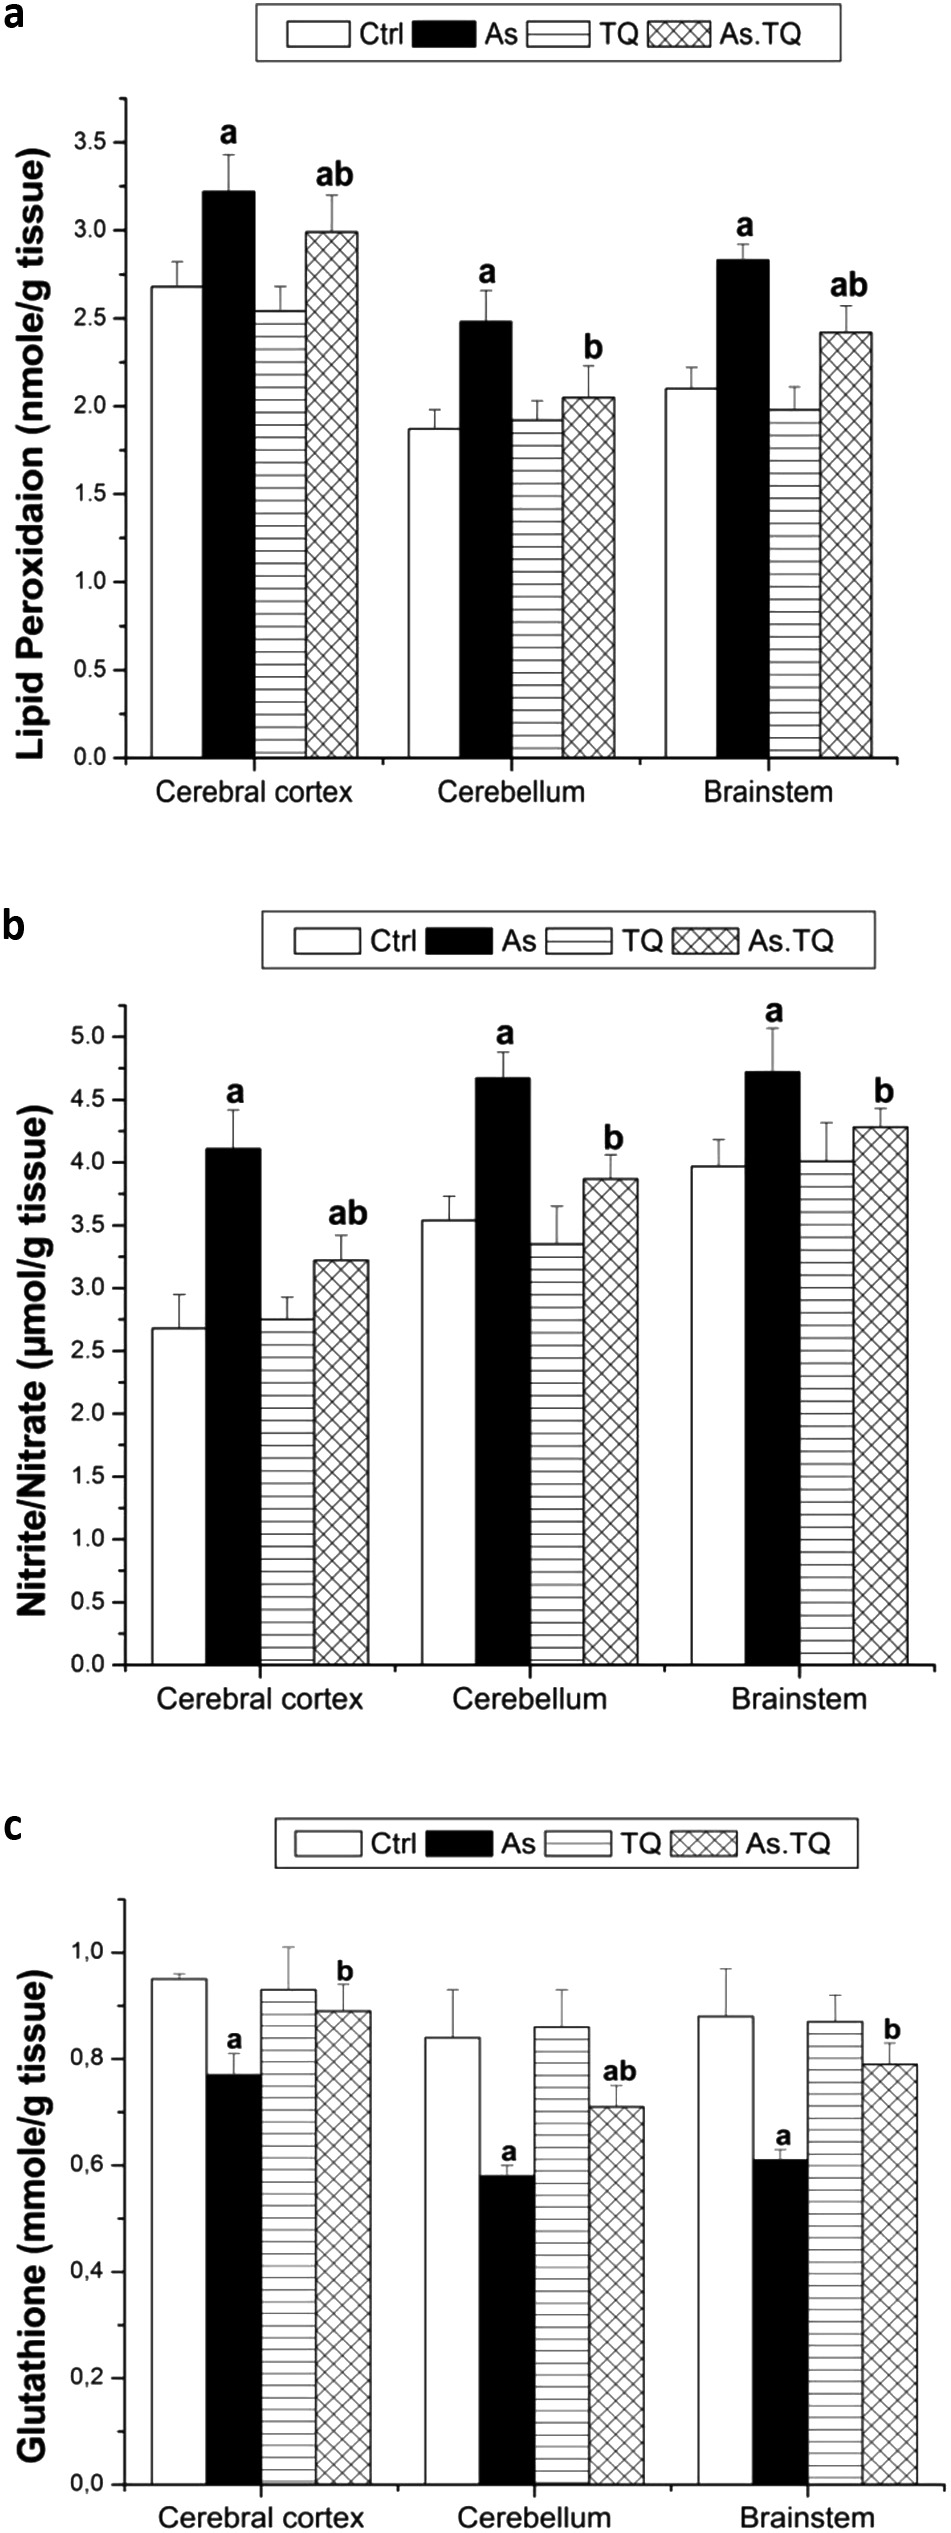 a
Ctrl As TQ As.TQ
Lipid Peroxidaion (nmole/g tissue)
3.5
3.0
2.5
2.0
1.5
1.0
0.5
0.0
a
ab
a
b
a
ab
Cerebral cortex Cerebellum Brainstem
b
Ctrl As TQ As.TQ
Nitrite/Nitrate (μmol/g tissue)
5.0
4.5
4.0
3.5
3.0
2.5
2.0
1.5
1.0
0.5
0.0
a
ab
a
b
a
b
Cerebral cortex Cerebellum Brainstem
c
Ctrl As TQ As.TQ
Glutathione (mmole/g tissue)
1,0
0,8
0,6
0,4
0,2
0,0
a
b
a
ab
a
b
Cerebral cortex Cerebellum Brainstem